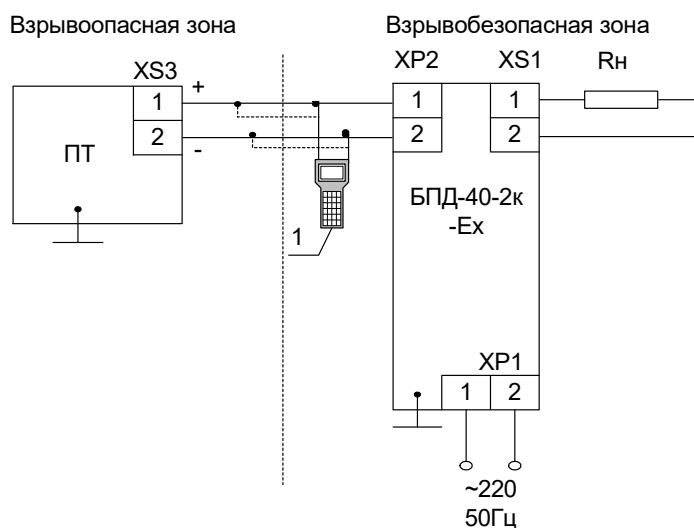 Взрывоопасная зона
Взрывобезопасная зона
XS3
XP2
XS1
Rн
+
1
1
1
2
2
2
-
ПТ
БПД-40-2к
-Ex
1
XP1
1
2
~220
50Гц